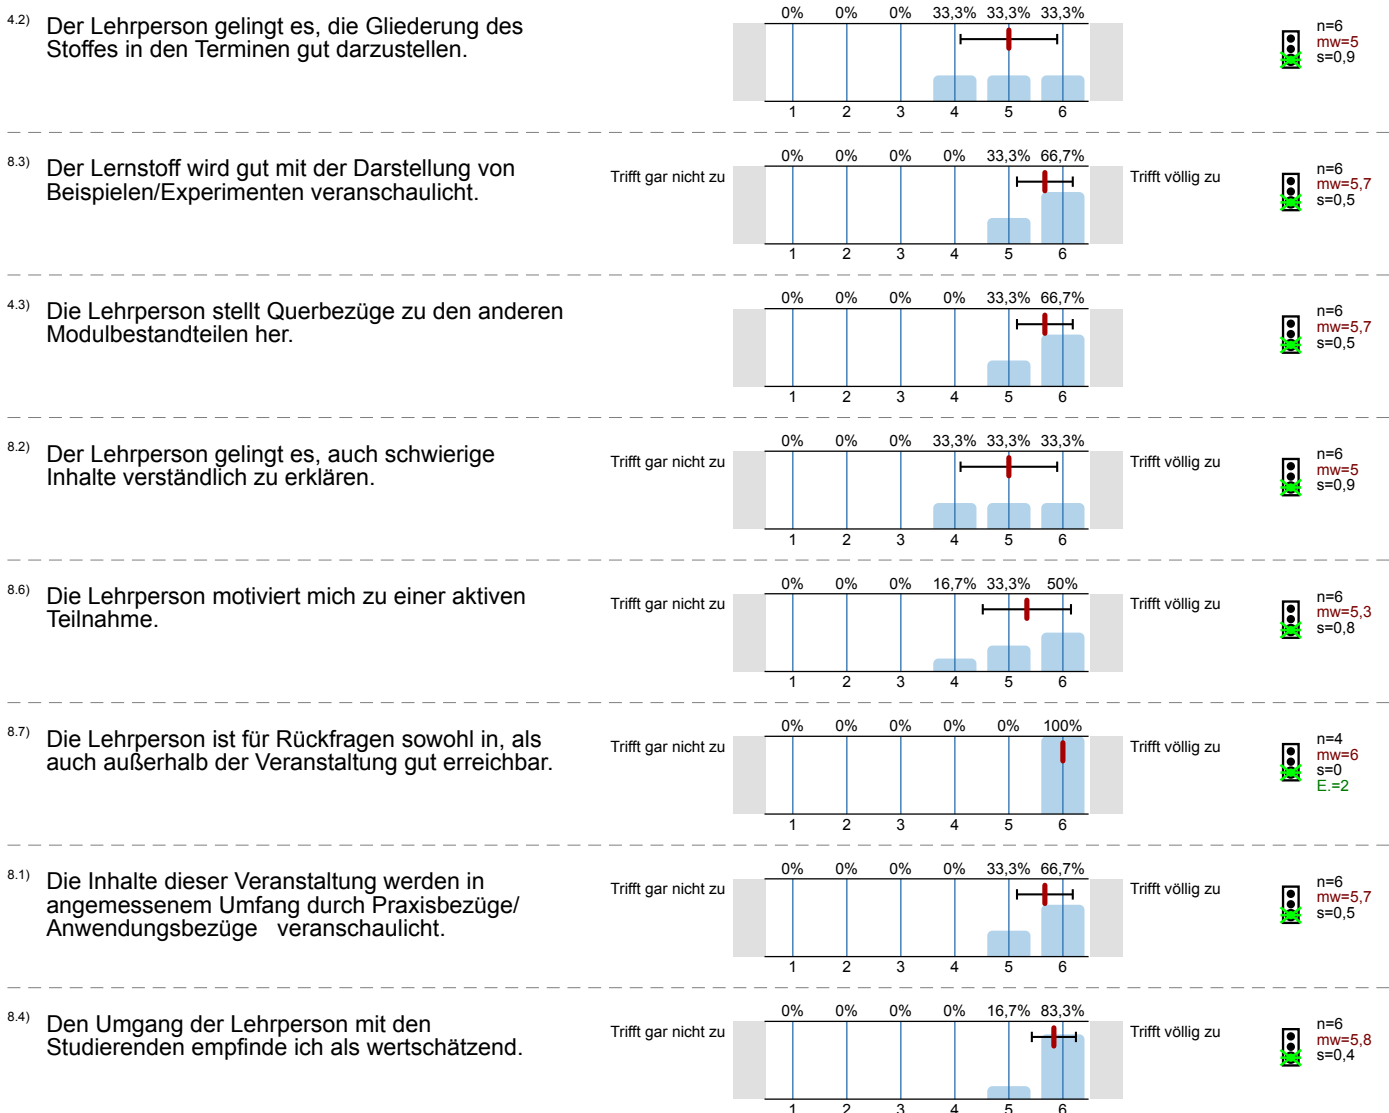 4.2) Der Lehrperson gelingt es, die Gliederung des
Stoffes in den Terminen gut darzustellen.
0% 0% 0% 33,3% 33,3% 33,3%
1 2 3 4 5 6
n=6
mw=5
s=0,9
8.3) Der Lernstoff wird gut mit der Darstellung von
Beispielen/Experimenten veranschaulicht.
Trifft gar nicht zu
0% 0% 0% 0% 33,3% 66,7%
1 2 3 4 5 6
Trifft völlig zu
n=6
mw=5,7
s=0,5
4.3) Die Lehrperson stellt Querbezüge zu den anderen
Modulbestandteilen her.
0% 0% 0% 0% 33,3% 66,7%
1 2 3 4 5 6
n=6
mw=5,7
s=0,5
8.2) Der Lehrperson gelingt es, auch schwierige
Inhalte verständlich zu erklären.
Trifft gar nicht zu
0% 0% 0% 33,3% 33,3% 33,3%
1 2 3 4 5 6
Trifft völlig zu
n=6
mw=5
s=0,9
8.6) Die Lehrperson motiviert mich zu einer aktiven
Teilnahme.
Trifft gar nicht zu
0% 0% 0% 16,7% 33,3% 50%
1 2 3 4 5 6
Trifft völlig zu
n=6
mw=5,3
s=0,8
8.7) Die Lehrperson ist für Rückfragen sowohl in, als
auch außerhalb der Veranstaltung gut erreichbar.
Trifft gar nicht zu
0% 0% 0% 0% 0% 100%
1 2 3 4 5 6
Trifft völlig zu
n=4
mw=6
s=0
E.=2
8.1) Die Inhalte dieser Veranstaltung werden in
angemessenem Umfang durch Praxisbezüge/
Anwendungsbezüge veranschaulicht.
Trifft gar nicht zu
0% 0% 0% 0% 33,3% 66,7%
1 2 3 4 5 6
Trifft völlig zu
n=6
mw=5,7
s=0,5
8.4) Den Umgang der Lehrperson mit den
Studierenden empfinde ich als wertschätzend.
Trifft gar nicht zu
0% 0% 0% 0% 16,7% 83,3%
1 2 3 4 5 6
Trifft völlig zu
n=6
mw=5,8
s=0,4